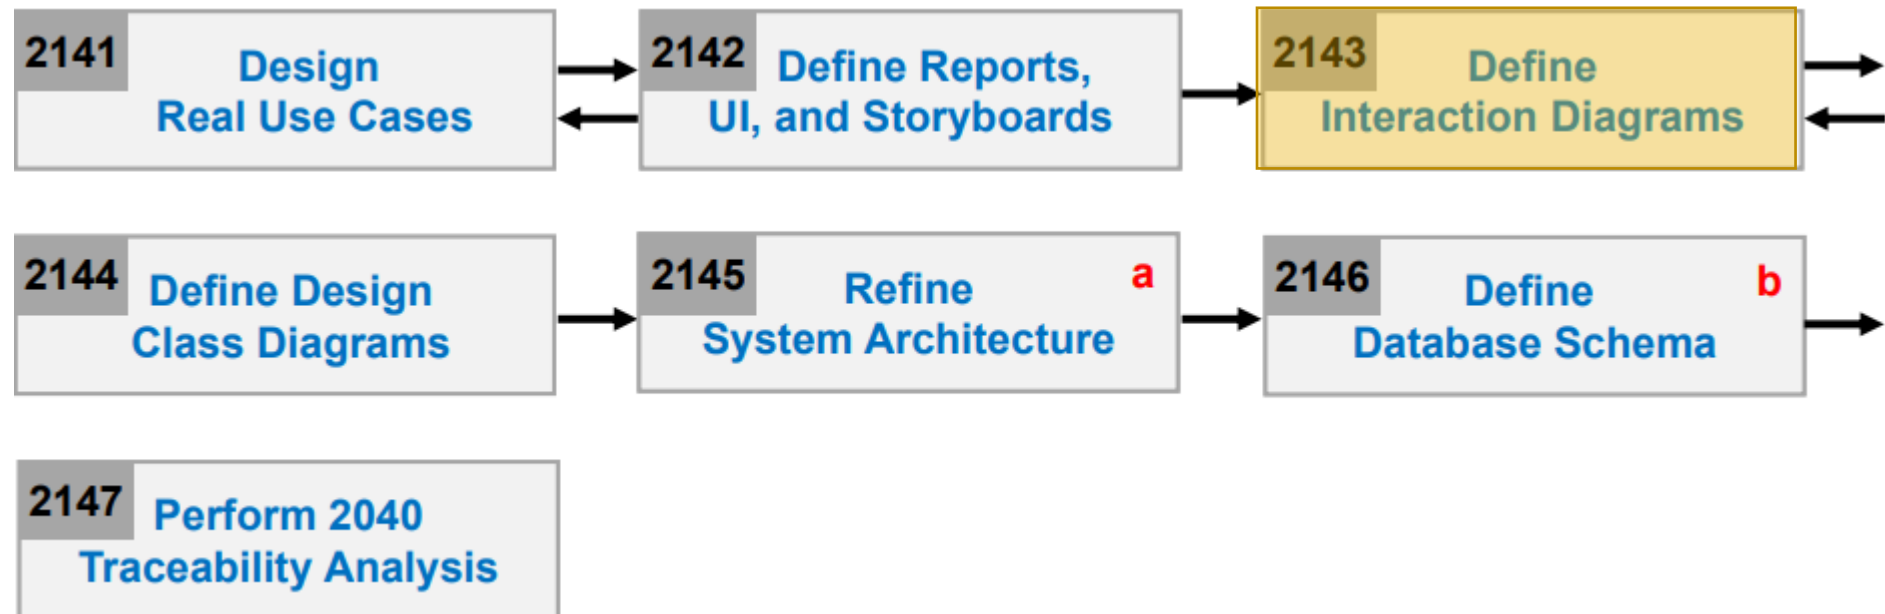 2141
Design
Real Use Cases
2142
Define Reports,
UI, and Storyboards
2143
Define
Interaction Diagrams
2144
Define Design
Class Diagrams
2145
Refine
a
System Architecture
2146
Define
b
Database Schema
2147
Perform 2040
Traceability Analysis